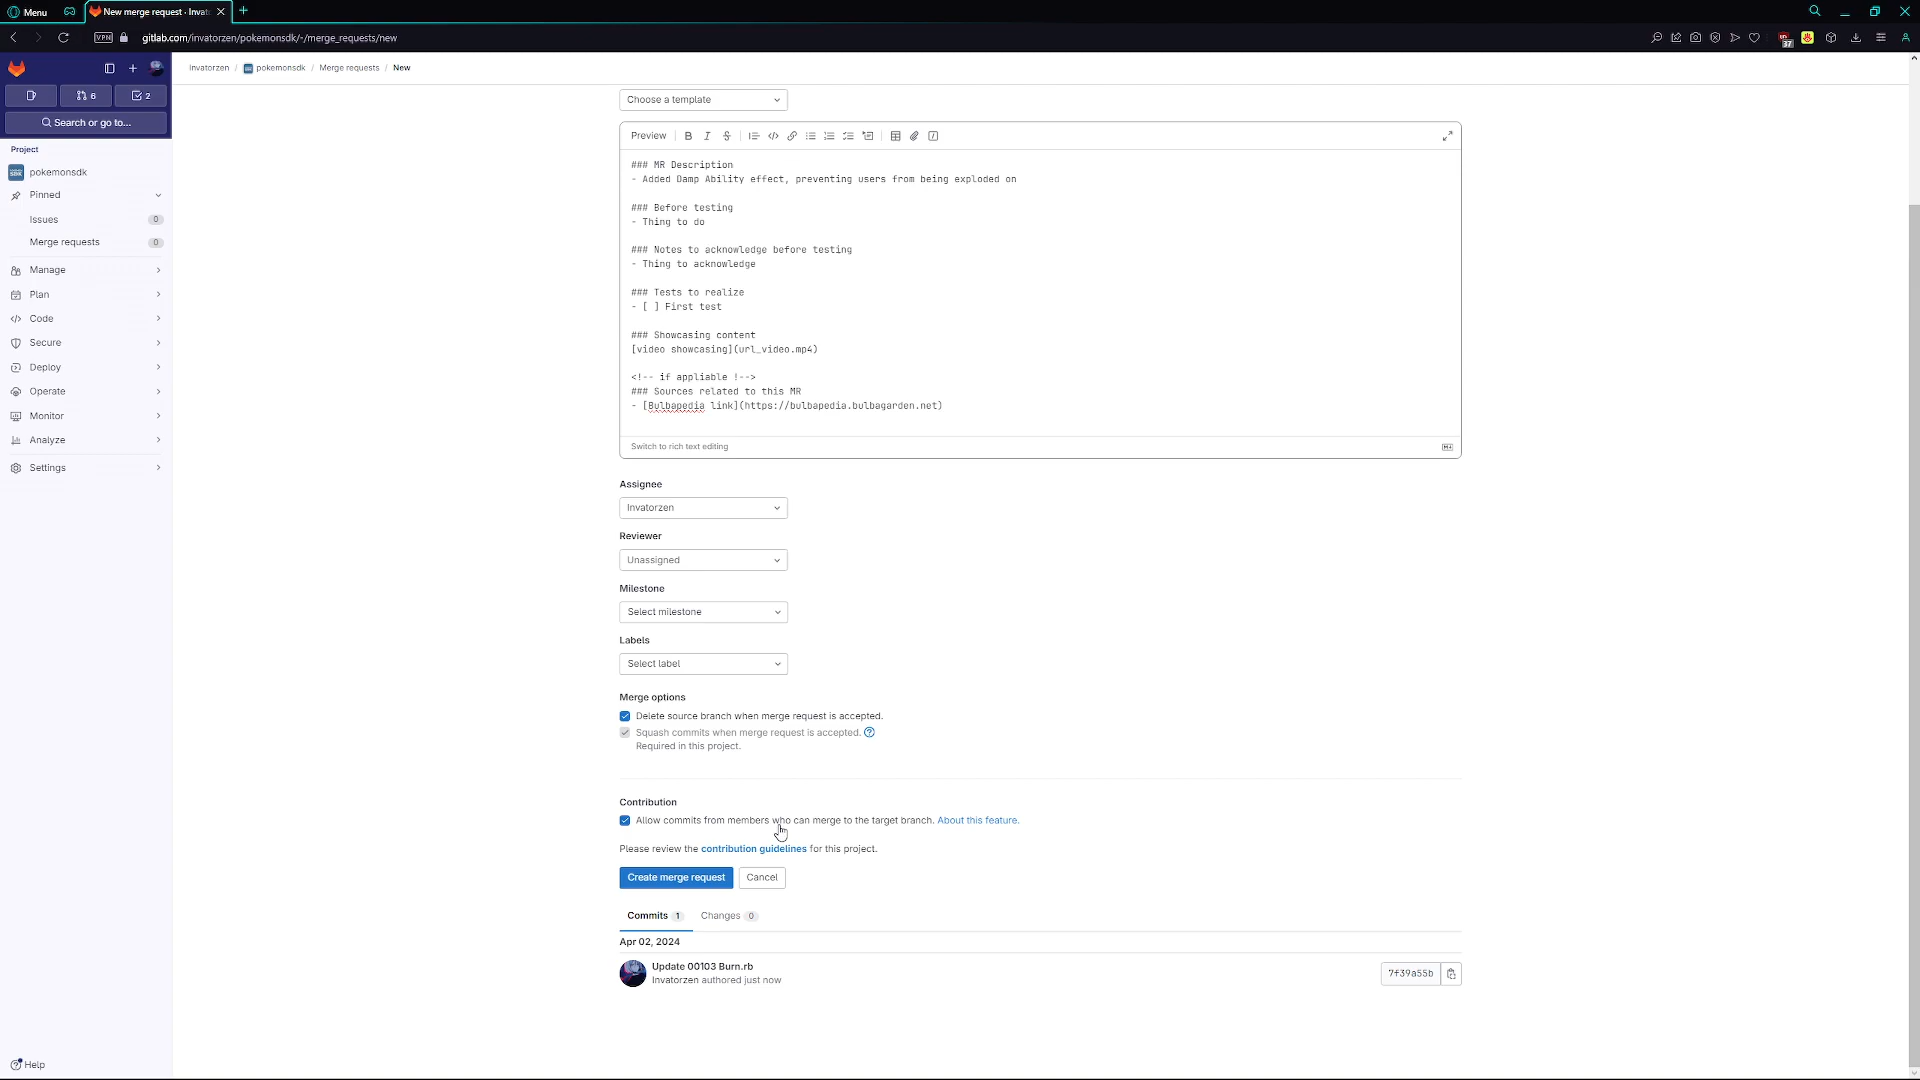 Menu
New merge request · Invat
VPN
gitlab.com/invatorzen/pokemonsdk/-/merge_requests/new
37
6
2
Search or go to...
Project
pokemonsdk
Pinned
Issues 0
Merge requests 0
Manage
Plan
Code
Secure
Deploy
Operate
Monitor
Analyze
Settings
Help
Invatorzen / pokemonsdk / Merge requests / New
Choose a template
Preview
### MR Description
- Added Damp Ability effect, preventing users from being exploded on
### Before testing
- Thing to do
### Notes to acknowledge before testing
- Thing to acknowledge
### Tests to realize
- [ ] First test
### Showcasing content
[video showcasing](url_video.mp4)
<!-- if appliable !-->
### Sources related to this MR
- [Bulbapedia link](https://bulbapedia.bulbagarden.net)
Switch to rich text editing
Assignee
Invatorzen
Reviewer
Unassigned
Milestone
Select milestone
Labels
Select label
Merge options
Delete source branch when merge request is accepted.
Squash commits when merge request is accepted.
Required in this project.
Contribution
Allow commits from members who can merge to the target branch. About this feature.
Please review the contribution guidelines for this project.
Create merge request Cancel
Commits 1 Changes 0
Apr 02, 2024
Update 00103 Burn.rb
Invatorzen authored just now
7f39a55b